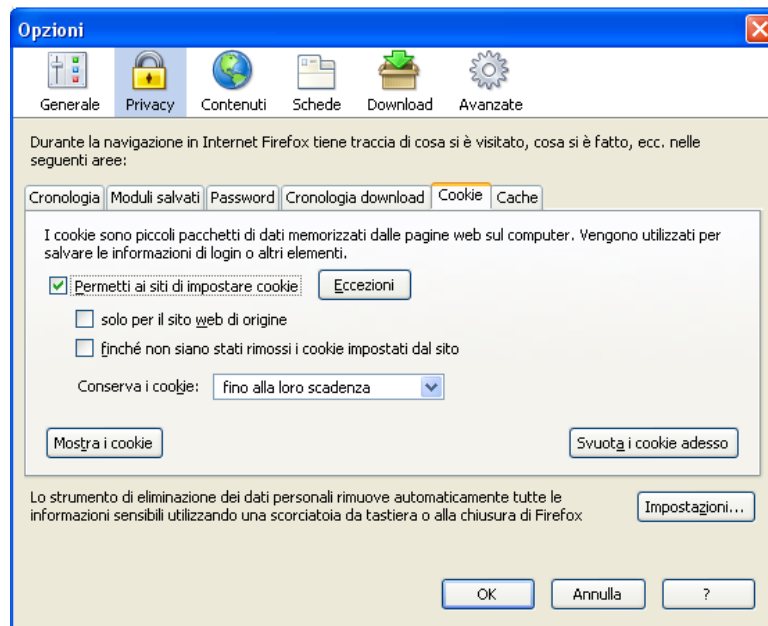 Opzioni
Generale Privacy Contenuti Schede Download Avanzate
Durante la navigazione in Internet Firefox tiene traccia di cosa si è visitato, cosa si è fatto, ecc. nelle
seguenti aree:
Cronologia Moduli salvati Password Cronologia download Cookie Cache
I cookie sono piccoli pacchetti di dati memorizzati dalle pagine web sul computer. Vengono utilizzati per
salvare le informazioni di login o altri elementi.
Permetti ai siti di impostare cookie Eccezioni
solo per il sito web di origine
finché non siano stati rimossi i cookie impostati dal sito
Conserva i cookie: fino alla loro scadenza
Mostra i cookie Svuota i cookie adesso
Lo strumento di eliminazione dei dati personali rimuove automaticamente tutte le
informazioni sensibili utilizzando una scorciatoia da tastiera o alla chiusura di Firefox
Impostazioni...
OK Annulla ?